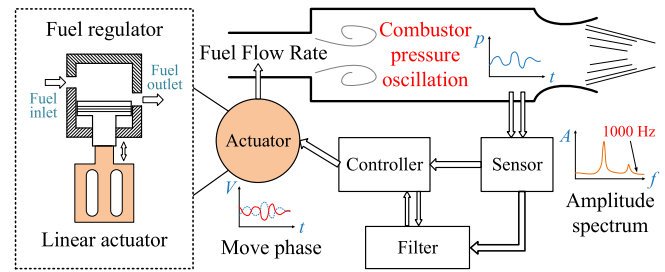 Fuel regulator
Fuel
inlet
Fuel
outlet
Linear actuator
Fuel Flow Rate
Combustor
pressure
oscillation
p
t
Actuator
Controller
Sensor
Filter
V
t
Move phase
A
1000 Hz
f
Amplitude
spectrum